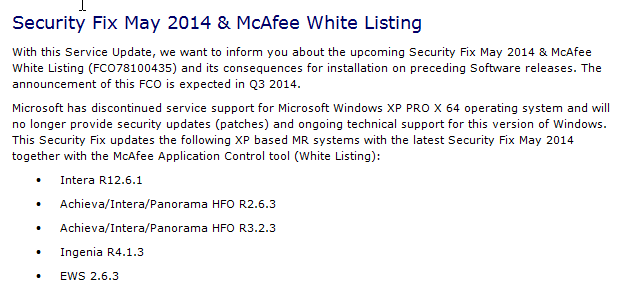 Security Fix May 2014 & McAfee White Listing
With this Service Update, we want to inform you about the upcoming Security Fix May 2014 & McAfee
White Listing (FCO78100435) and its consequences for installation on preceding Software releases. The
announcement of this FCO is expected in Q3 2014.
Microsoft has discontinued service support for Microsoft Windows XP PRO X 64 operating system and will
no longer provide security updates (patches) and ongoing technical support for this version of Windows.
This Security Fix updates the following XP based MR systems with the latest Security Fix May 2014
together with the McAfee Application Control tool (White Listing):
• Intera R12.6.1
• Achieva/Intera/Panorama HFO R2.6.3
• Achieva/Intera/Panorama HFO R3.2.3
• Ingenia R4.1.3
• EWS 2.6.3